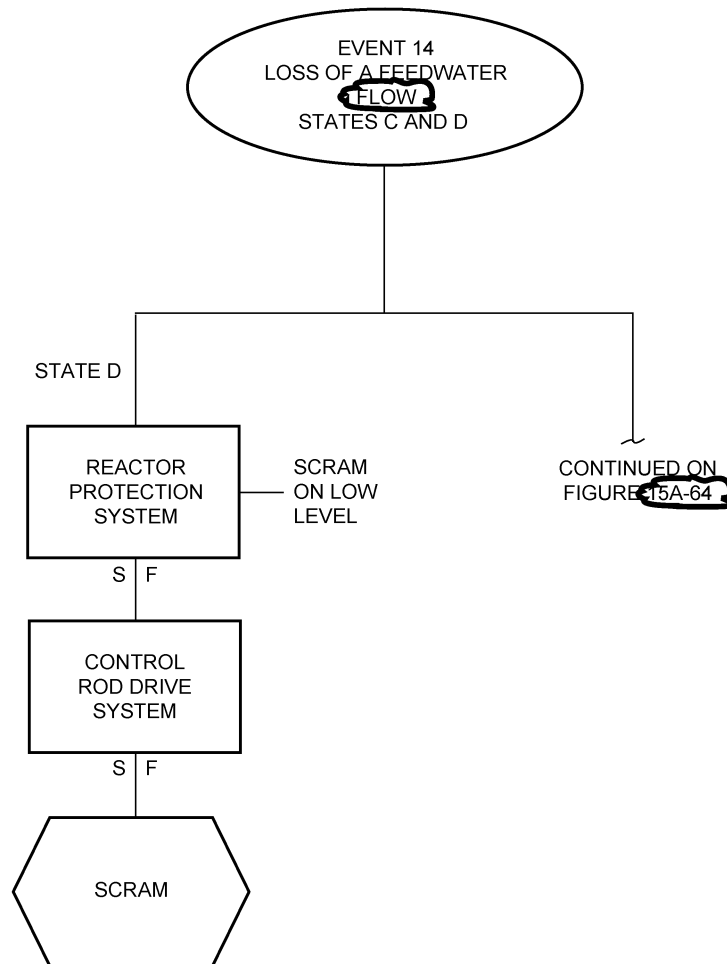 EVENT 14
LOSS OF A FEEDWATER
FLOW
STATES C AND D
STATE D
REACTOR
PROTECTION
SYSTEM
SCRAM
ON LOW
LEVEL
CONTINUED ON
FIGURE 15A-64
S F
CONTROL
ROD DRIVE
SYSTEM
S F
SCRAM